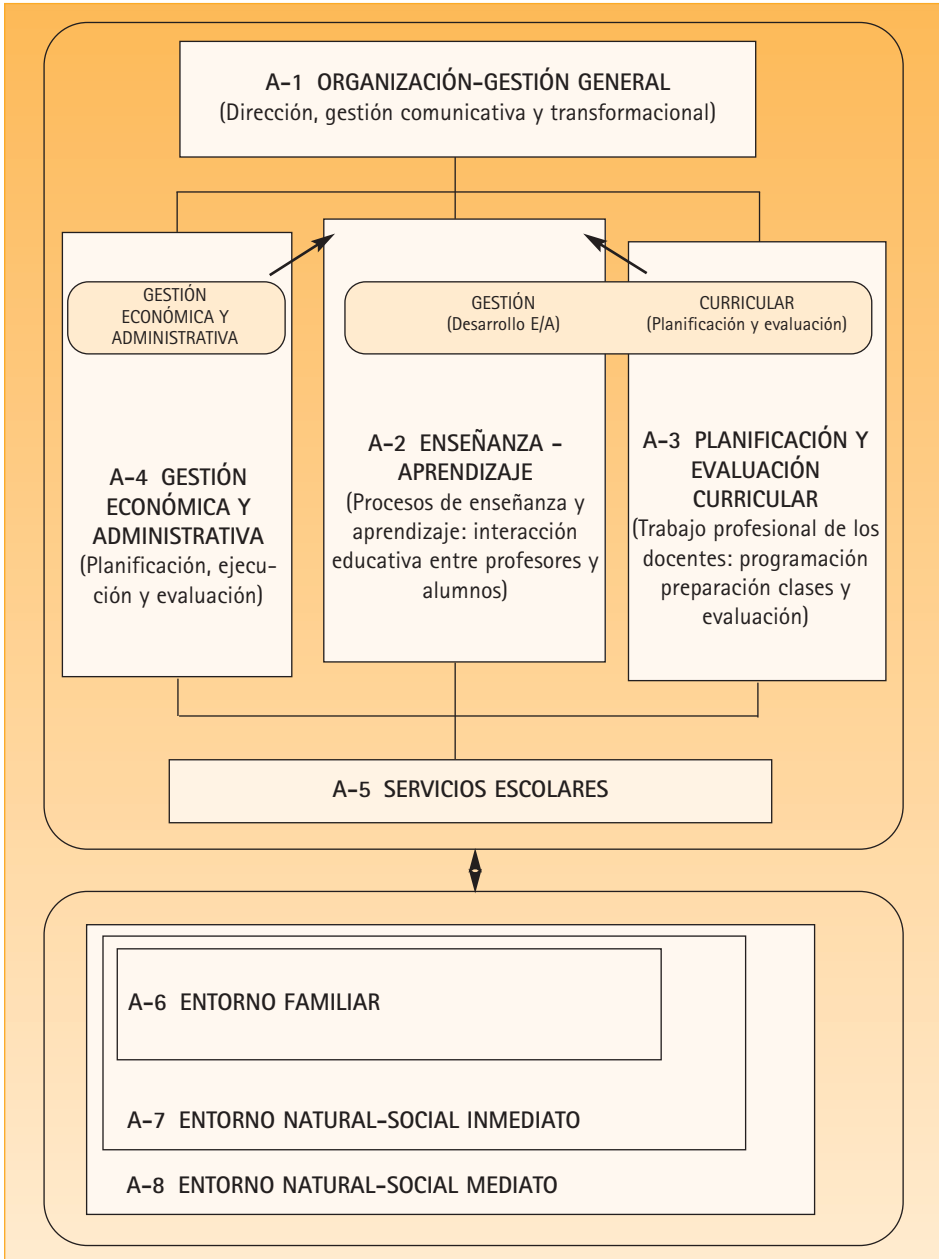 A-1 ORGANIZACIÓN-GESTIÓN GENERAL
(Dirección, gestión comunicativa y transformacional)
GESTIÓN
ECONÓMICA Y
ADMINISTRATIVA
GESTIÓN
(Desarrollo E/A)
CURRICULAR
(Planificación y evaluación)
A-4 GESTIÓN
ECONÓMICA Y
ADMINISTRATIVA
(Planificación, ejecu-
ción y evaluación)
A-2 ENSEÑANZA -
APRENDIZAJE
(Procesos de enseñanza y
aprendizaje: interacción
educativa entre profesores y
alumnos)
A-3 PLANIFICACIÓN Y
EVALUACIÓN
CURRICULAR
(Trabajo profesional de los
docentes: programación
preparación clases y
evaluación)
A-5 SERVICIOS ESCOLARES
A-6 ENTORNO FAMILIAR
A-7 ENTORNO NATURAL-SOCIAL INMEDIATO
A-8 ENTORNO NATURAL-SOCIAL MEDIATO